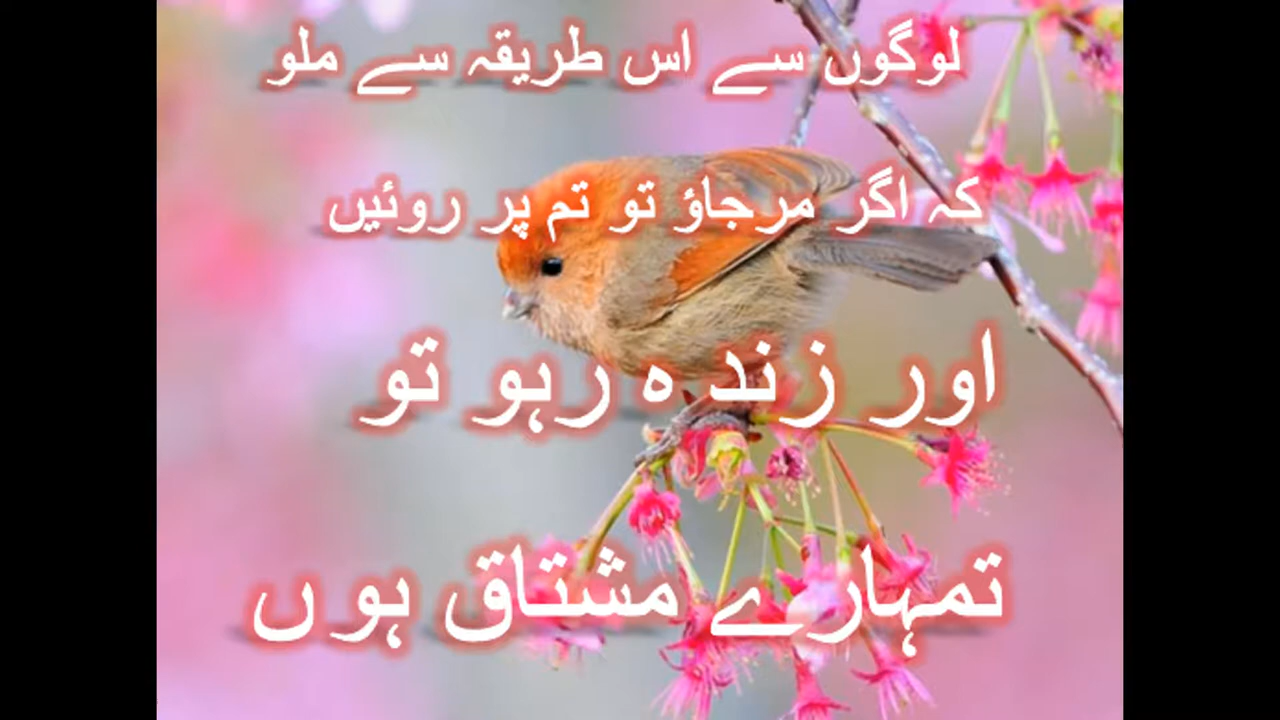 لوگوں سے اس طریقہ سے ملو
کہ اگر مرجاؤ تو تم پر روئیں
اور زندہ رہو تو
تمہارے مشتاق ہوں